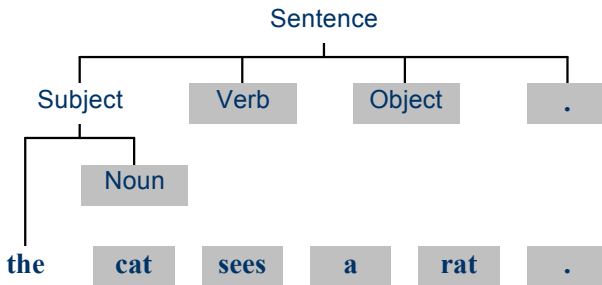 Sentence
Subject Verb Object .
Noun
the cat sees a rat .